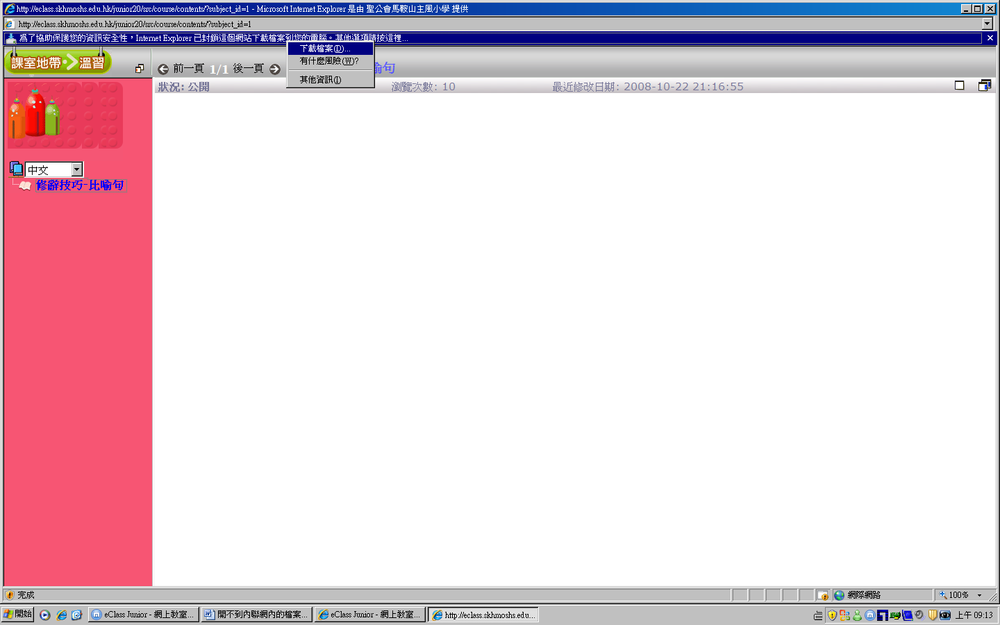 http://eclass.skhmoshs.edu.hk/junior20/src/course/contents/?subject_id=1 - Microsoft Internet Explorer 是由 聖公會馬鞍山主風小學 提供
http://eclass.skhmoshs.edu.hk/junior20/src/course/contents/?subject_id=1
為了協助保護您的資訊安全性，Internet Explorer 已封鎖這個網站下載檔案到您的電腦。其他選項請按這裡...
下載檔案(D)...
有什麼風險(W)?
其他資訊(I)
課室地帶 溫習
前一頁 1/1 後一頁
喻句
狀況: 公開 瀏覽次數: 10 最近修改日期: 2008-10-22 21:16:55
中文
修辭技巧-比喻句
完成
網際網路
100%
開始
eClass Junior - 網上教室...
開不到內聯網內的檔案...
eClass Junior - 網上教室...
http://eclass.skhmoshs.edu...
上午 09:13